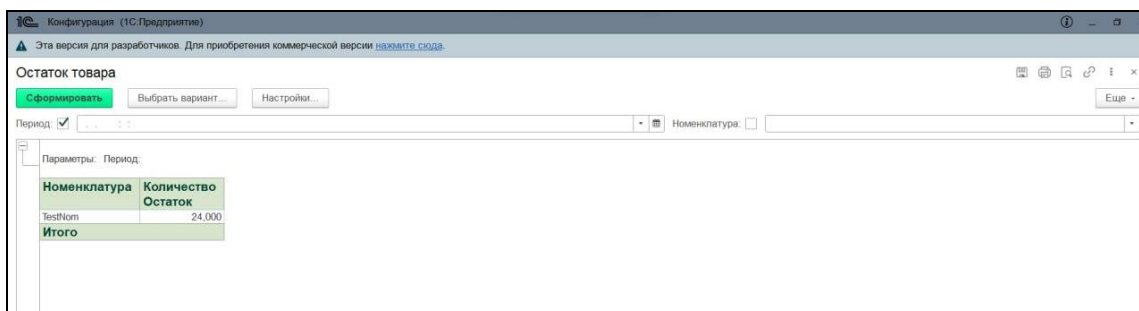 1С Конфигурация (1С:Предприятие)
Эта версия для разработчиков. Для приобретения коммерческой версии нажмите сюда.
Остаток товара
Сформировать Выбрать вариант... Настройки... Еще
Период: . . : : Номенклатура:
Параметры: Период:
Номенклатура Количество
Остаток
TestNom 24,000
Итого